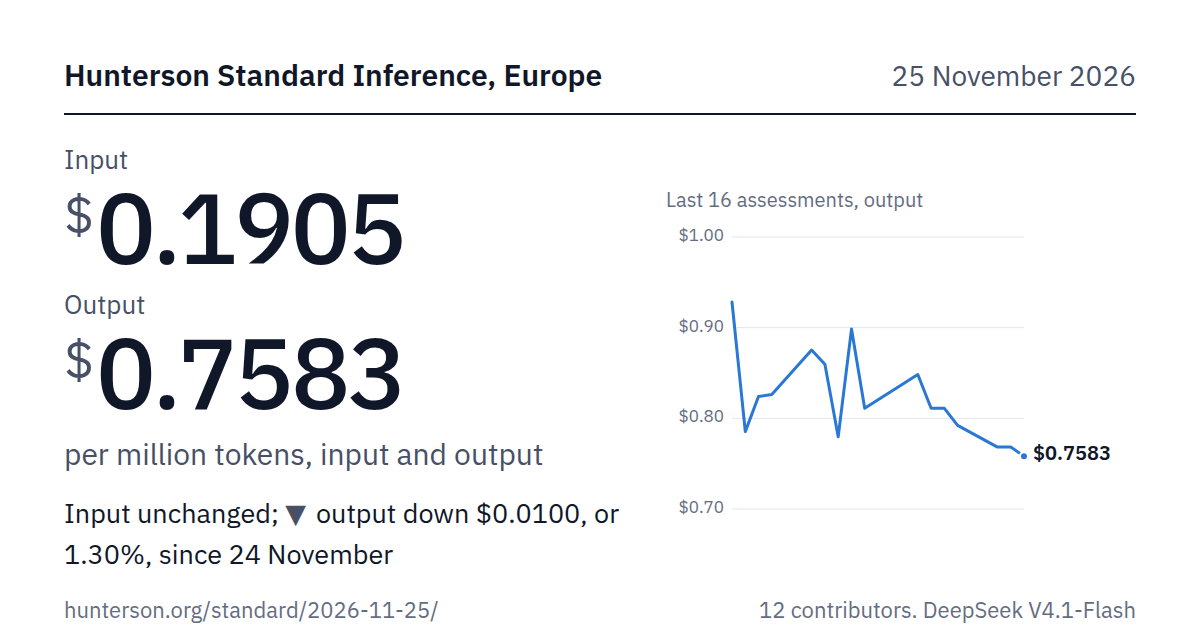 Hunterson Standard Inference, Europe
25 November 2026
Input
$0.1905
Output
$0.7583
per million tokens, input and output
Input unchanged; ▼ output down $0.0100, or
1.30%, since 24 November
Last 16 assessments, output
$1.00
$0.90
$0.80
$0.70
$0.7583
hunterson.org/standard/2026-11-25/
12 contributors. DeepSeek V4.1-Flash